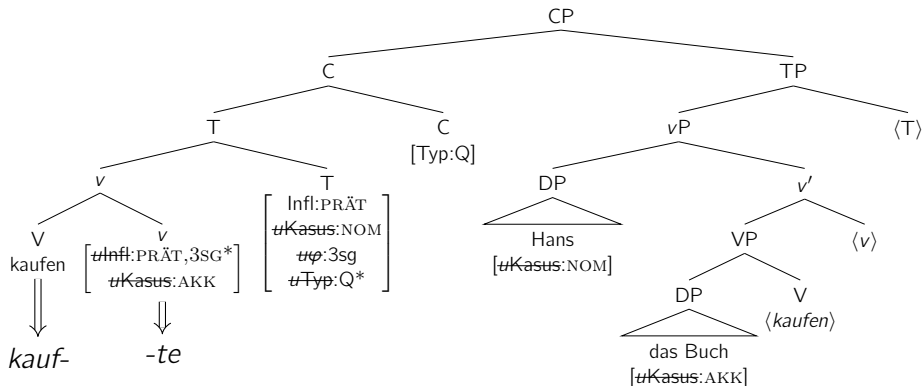 CP
C TP
T C vP ⟨T⟩
[Typ:Q]
v T DP v′
V v Infl:PRÄT Hans VP ⟨v⟩
kaufen uInfl:PRÄT,3SG* uKasus:NOM [uKasus:NOM]
uKasus:AKK uφ:3sg DP V
uTyp:Q* ⟨kaufen⟩
kauf- -te das Buch
[uKasus:AKK]